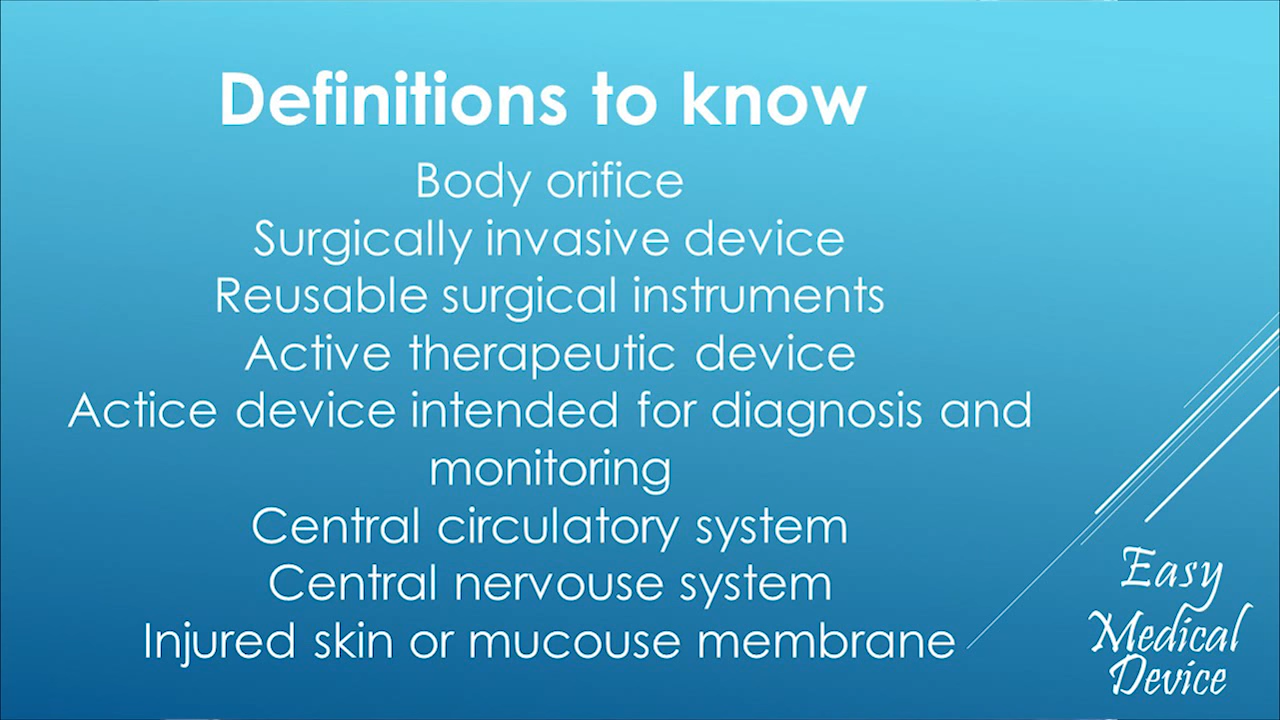 Definitions to know
Body orifice
Surgically invasive device
Reusable surgical instruments
Active therapeutic device
Actice device intended for diagnosis and
monitoring
Central circulatory system
Central nervouse system
Injured skin or mucouse membrane
Easy
Medical
Device